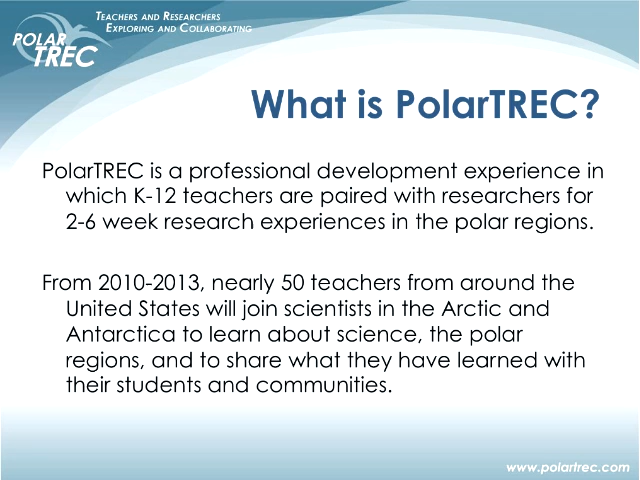 TEACHERS AND RESEARCHERS
EXPLORING AND COLLABORATING
POLAR
TREC
What is PolarTREC?
PolarTREC is a professional development experience in
which K-12 teachers are paired with researchers for
2-6 week research experiences in the polar regions.
From 2010-2013, nearly 50 teachers from around the
United States will join scientists in the Arctic and
Antarctica to learn about science, the polar
regions, and to share what they have learned with
their students and communities.
www.polartrec.com